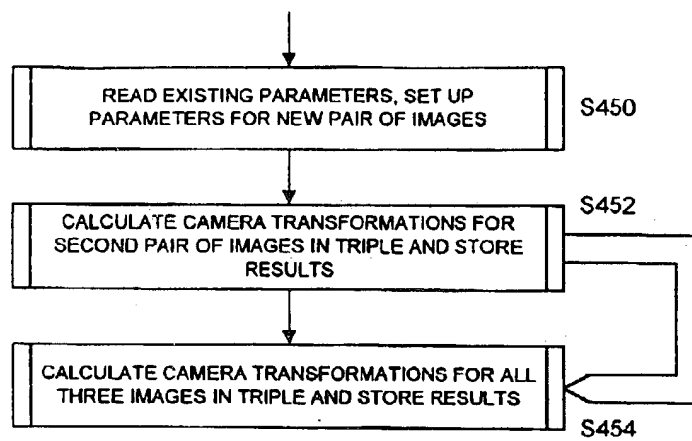 READ EXISTING PARAMETERS, SET UP
PARAMETERS FOR NEW PAIR OF IMAGES
S450
S452
CALCULATE CAMERA TRANSFORMATIONS FOR
SECOND PAIR OF IMAGES IN TRIPLE AND STORE
RESULTS
CALCULATE CAMERA TRANSFORMATIONS FOR ALL
THREE IMAGES IN TRIPLE AND STORE RESULTS
S454